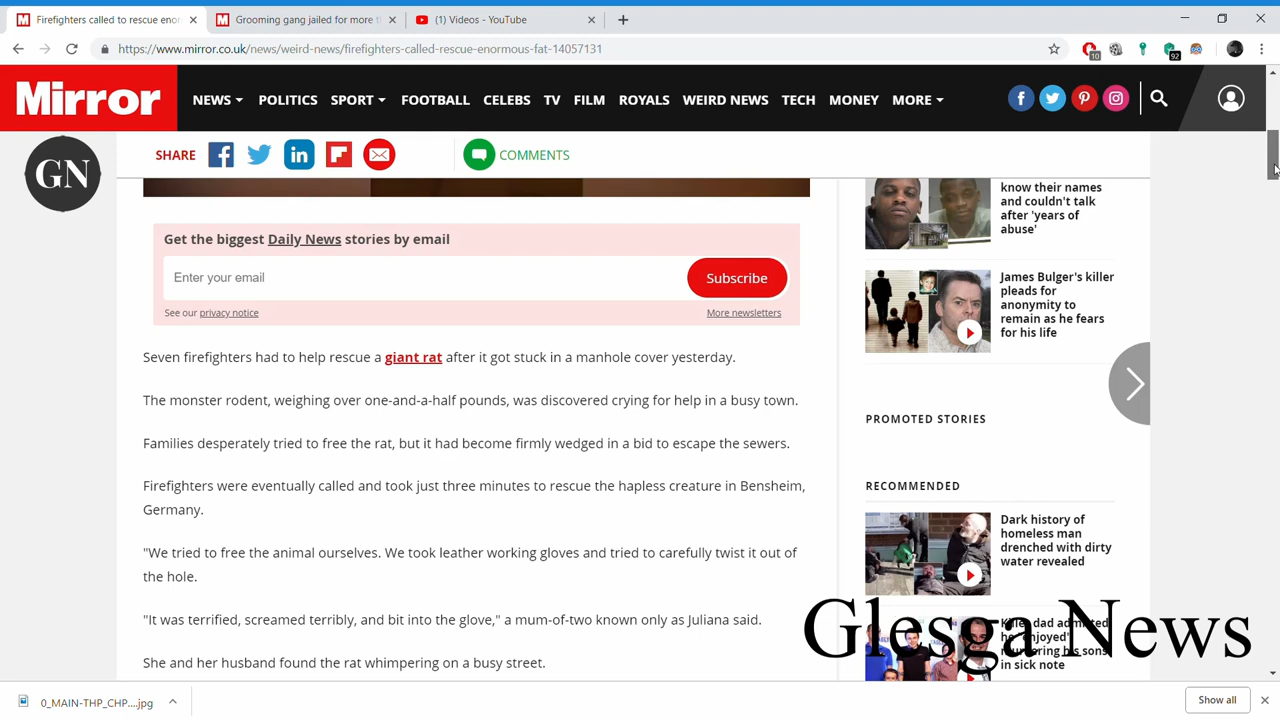 Firefighters called to rescue eno
Grooming gang jailed for more t
(1) Videos - YouTube
https://www.mirror.co.uk/news/weird-news/firefighters-called-rescue-enormous-fat-14057131
10
92
Mirror
NEWS POLITICS SPORT FOOTBALL CELEBS TV FILM ROYALS WEIRD NEWS TECH MONEY MORE
GN
SHARE
COMMENTS
Get the biggest Daily News stories by email
Enter your email
Subscribe
See our privacy notice
More newsletters
Seven firefighters had to help rescue a giant rat after it got stuck in a manhole cover yesterday.
The monster rodent, weighing over one-and-a-half pounds, was discovered crying for help in a busy town.
Families desperately tried to free the rat, but it had become firmly wedged in a bid to escape the sewers.
Firefighters were eventually called and took just three minutes to rescue the hapless creature in Bensheim,
Germany.
"We tried to free the animal ourselves. We took leather working gloves and tried to carefully twist it out of
the hole.
"It was terrified, screamed terribly, and bit into the glove," a mum-of-two known only as Juliana said.
She and her husband found the rat whimpering on a busy street.
know their names
and couldn't talk
after 'years of
abuse'
James Bulger's killer
pleads for
anonymity to
remain as he fears
for his life
PROMOTED STORIES
RECOMMENDED
Dark history of
homeless man
drenched with dirty
water revealed
Killer dad admitted
he 'enjoyed'
murdering his sons
in sick note
Glesga News
0_MAIN-THP_CHP....jpg
Show all